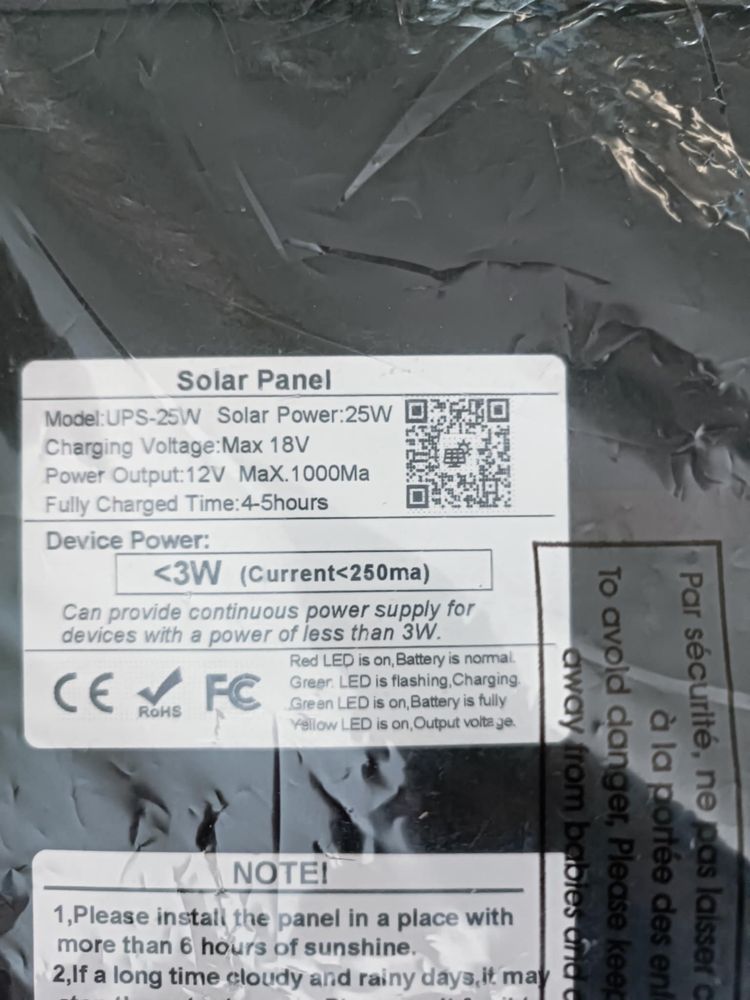 Solar Panel
Model:UPS-25W Solar Power:25W
Charging Voltage:Max 18V
Power Output:12V MaX.1000Ma
Fully Charged Time:4-5hours
Device Power:
<3W (Current<250ma)
Can provide continuous power supply for
devices with a power of less than 3W.
CE RoHS FC
Red LED is on,Battery is normal.
Green LED is flashing,Charging.
Green LED is on,Battery is fully
Yellow LED is on,Output voltage.
NOTE!
1,Please install the panel in a place with
more than 6 hours of sunshine.
2,If a long time cloudy and rainy days,it may
Par sécurité, ne pas laisser
à la portée des
To avoid danger, Please keep
away from babies and